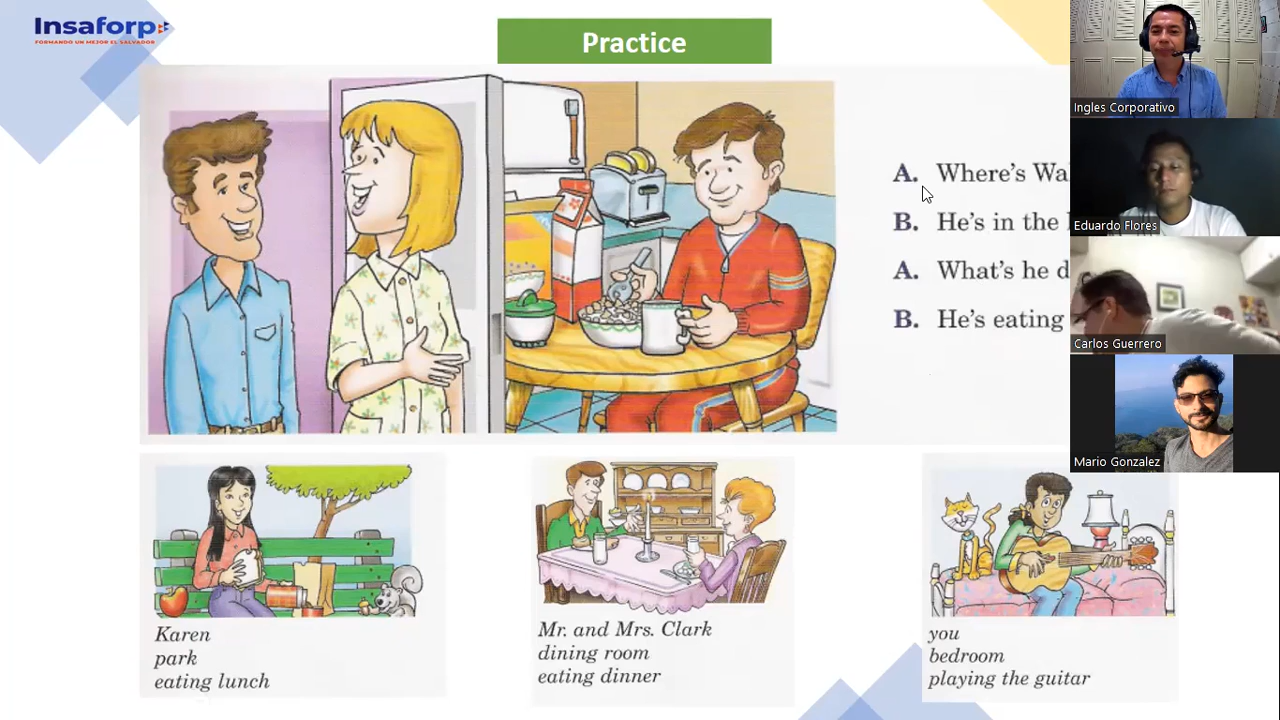 Insaforp
FORMANDO UN MEJOR EL SALVADOR
Practice
A. Where's
B. He's in the
A. What's he
B. He's eating
Karen
park
eating lunch
Mr. and Mrs. Clark
dining room
eating dinner
you
bedroom
playing the guitar
Ingles Corporativo
Eduardo Flores
Carlos Guerrero
Mario Gonzalez